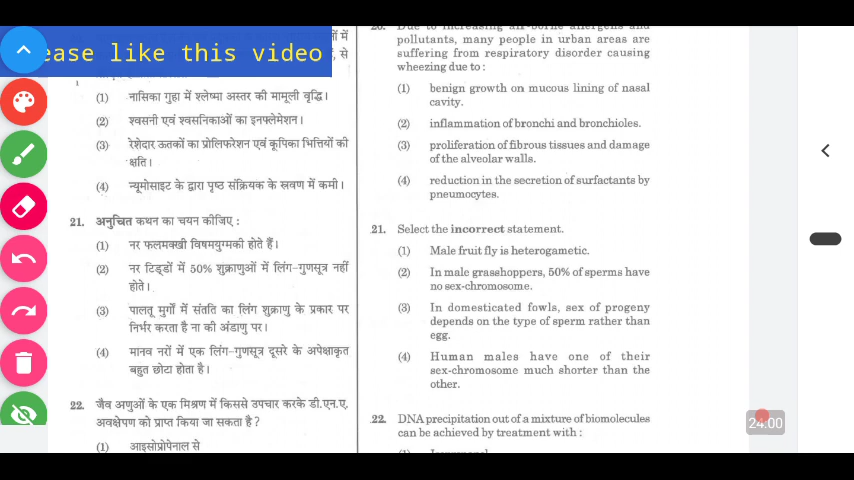 ease like this video
नों में
, से
(1) नासिका गुहा में श्लेष्मा अस्तर की मामूली वृद्धि।
(2) श्वसनी एवं श्वसनिकाओं का इनफ्लेमेशन।
(3) रेशेदार ऊतकों का प्रोलिफरेशन एवं कूपिका भित्तियों की
क्षति।
(4) न्यूमोसाइट के द्वारा पृष्ठ संक्रियक के स्रवण में कमी।
21. अनुचित कथन का चयन कीजिए :
(1) नर फलमक्खी विषमयुग्मकी होते हैं।
(2) नर टिड्डों में 50% शुक्राणुओं में लिंग-गुणसूत्र नहीं
होते।
(3) पालतू मुर्गों में संतति का लिंग शुक्राणु के प्रकार पर
निर्भर करता है ना की अंडाणु पर।
(4) मानव नरों में एक लिंग-गुणसूत्र दूसरे के अपेक्षाकृत
बहुत छोटा होता है।
22. जैव अणुओं के एक मिश्रण में किससे उपचार करके डी.एन.ए.
अवक्षेपण को प्राप्त किया जा सकता है?
(1) आइसोप्रोपेनाल से
20. Due to increasing air-borne allergens and
pollutants, many people in urban areas are
suffering from respiratory disorder causing
wheezing due to :
(1) benign growth on mucous lining of nasal
cavity.
(2) inflammation of bronchi and bronchioles.
(3) proliferation of fibrous tissues and damage
of the alveolar walls.
(4) reduction in the secretion of surfactants by
pneumocytes.
21. Select the incorrect statement.
(1) Male fruit fly is heterogametic.
(2) In male grasshoppers, 50% of sperms have
no sex-chromosome.
(3) In domesticated fowls, sex of progeny
depends on the type of sperm rather than
egg.
(4) Human males have one of their
sex-chromosome much shorter than the
other.
22. DNA precipitation out of a mixture of biomolecules
can be achieved by treatment with :
24:00